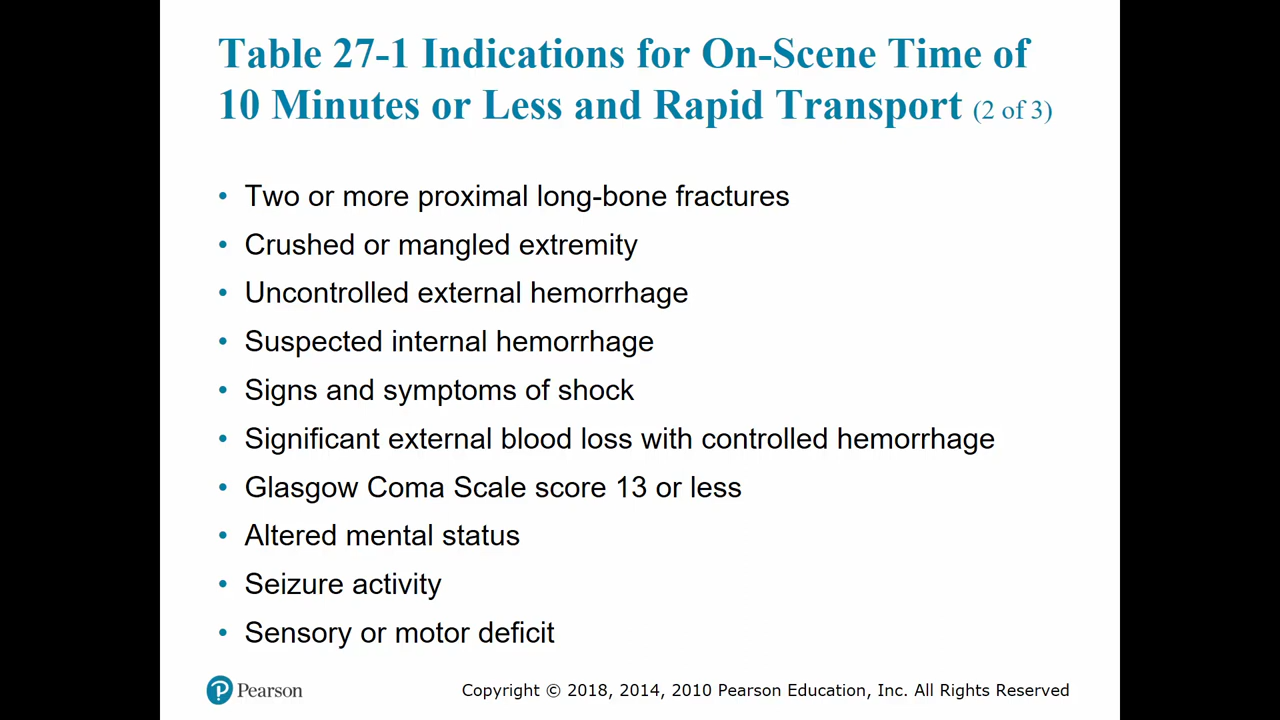 Table 27-1 Indications for On-Scene Time of
10 Minutes or Less and Rapid Transport (2 of 3)
• Two or more proximal long-bone fractures
• Crushed or mangled extremity
• Uncontrolled external hemorrhage
• Suspected internal hemorrhage
• Signs and symptoms of shock
• Significant external blood loss with controlled hemorrhage
• Glasgow Coma Scale score 13 or less
• Altered mental status
• Seizure activity
• Sensory or motor deficit
P Pearson
Copyright © 2018, 2014, 2010 Pearson Education, Inc. All Rights Reserved